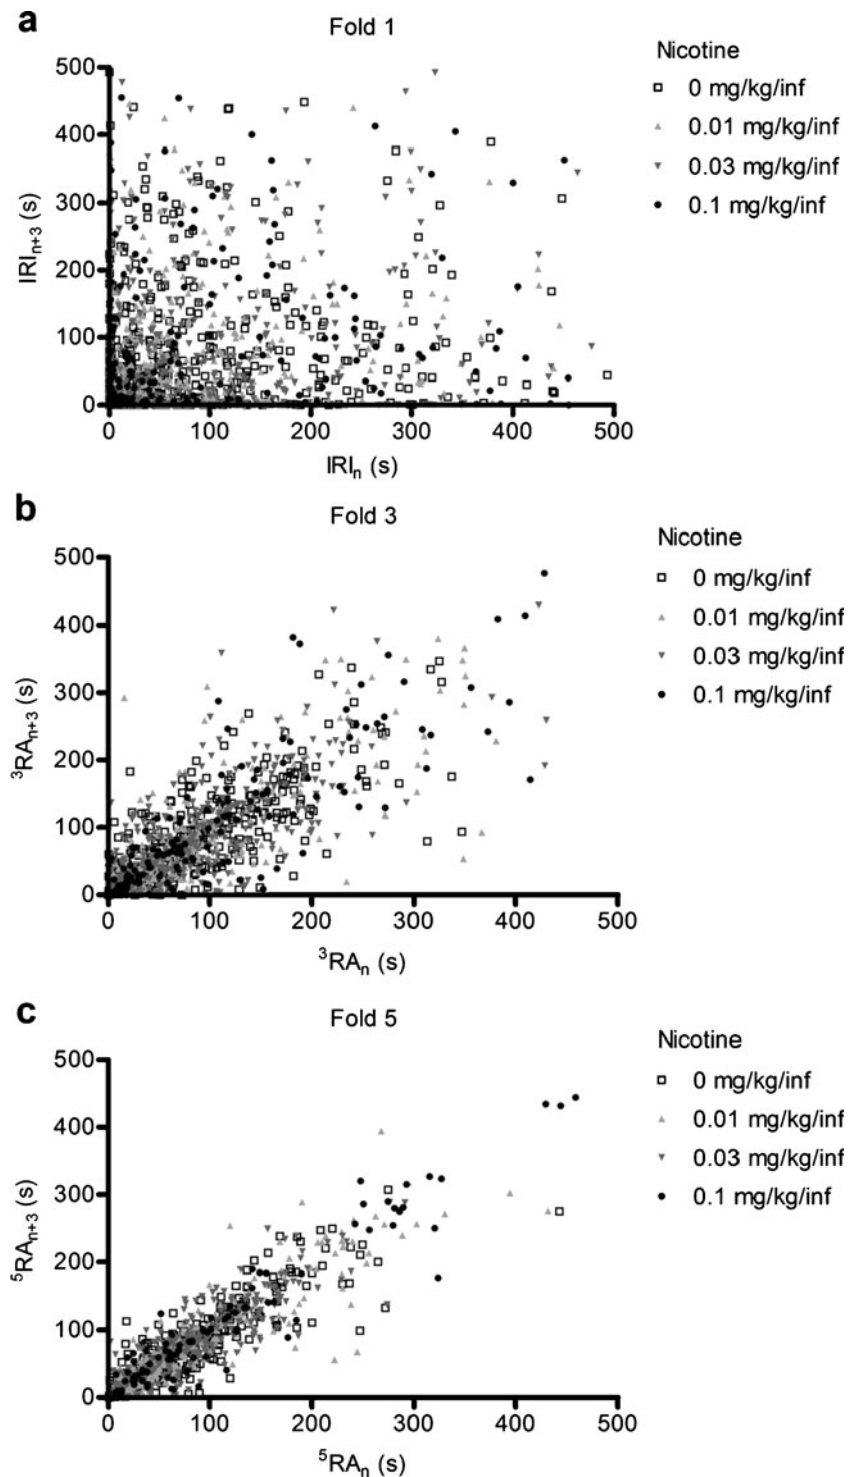 a
Fold 1
500
400
300
200
100
0
IRIₙ₊₃ (s)
0 100 200 300 400 500
IRIₙ (s)
Nicotine
0 mg/kg/inf
0.01 mg/kg/inf
0.03 mg/kg/inf
0.1 mg/kg/inf
b
Fold 3
500
400
300
200
100
0
³RAₙ₊₃ (s)
0 100 200 300 400 500
³RAₙ (s)
Nicotine
0 mg/kg/inf
0.01 mg/kg/inf
0.03 mg/kg/inf
0.1 mg/kg/inf
c
Fold 5
500
400
300
200
100
0
⁵RAₙ₊₃ (s)
0 100 200 300 400 500
⁵RAₙ (s)
Nicotine
0 mg/kg/inf
0.01 mg/kg/inf
0.03 mg/kg/inf
0.1 mg/kg/inf